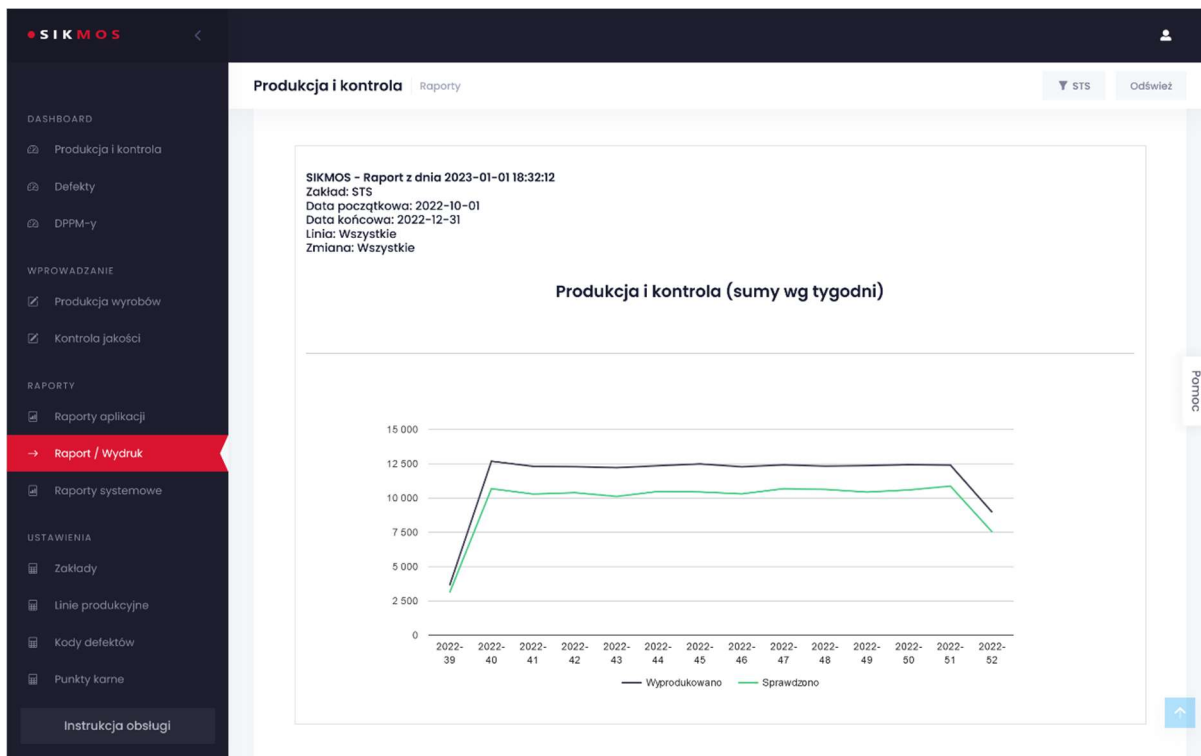 SIKMOS
DASHBOARD
Produkcja i kontrola
Defekty
DPPM-y
WPROWADZANIE
Produkcja wyrobów
Kontrola jakości
RAPORTY
Raporty aplikacji
Raport / Wydruk
Raporty systemowe
USTAWIENIA
Zakłady
Linie produkcyjne
Kody defektów
Punkty karne
Instrukcja obsługi
Produkcja i kontrola Raporty
STS Odśwież
SIKMOS - Raport z dnia 2023-01-01 18:32:12
Zakład: STS
Data początkowa: 2022-10-01
Data końcowa: 2022-12-31
Linia: Wszystkie
Zmiana: Wszystkie
Produkcja i kontrola (sumy wg tygodni)
15 000
12 500
10 000
7 500
5 000
2 500
0
2022- 2022- 2022- 2022- 2022- 2022- 2022- 2022- 2022- 2022- 2022- 2022- 2022- 2022-
39 40 41 42 43 44 45 46 47 48 49 50 51 52
Wyprodukowano Sprawdzono
Pomoc